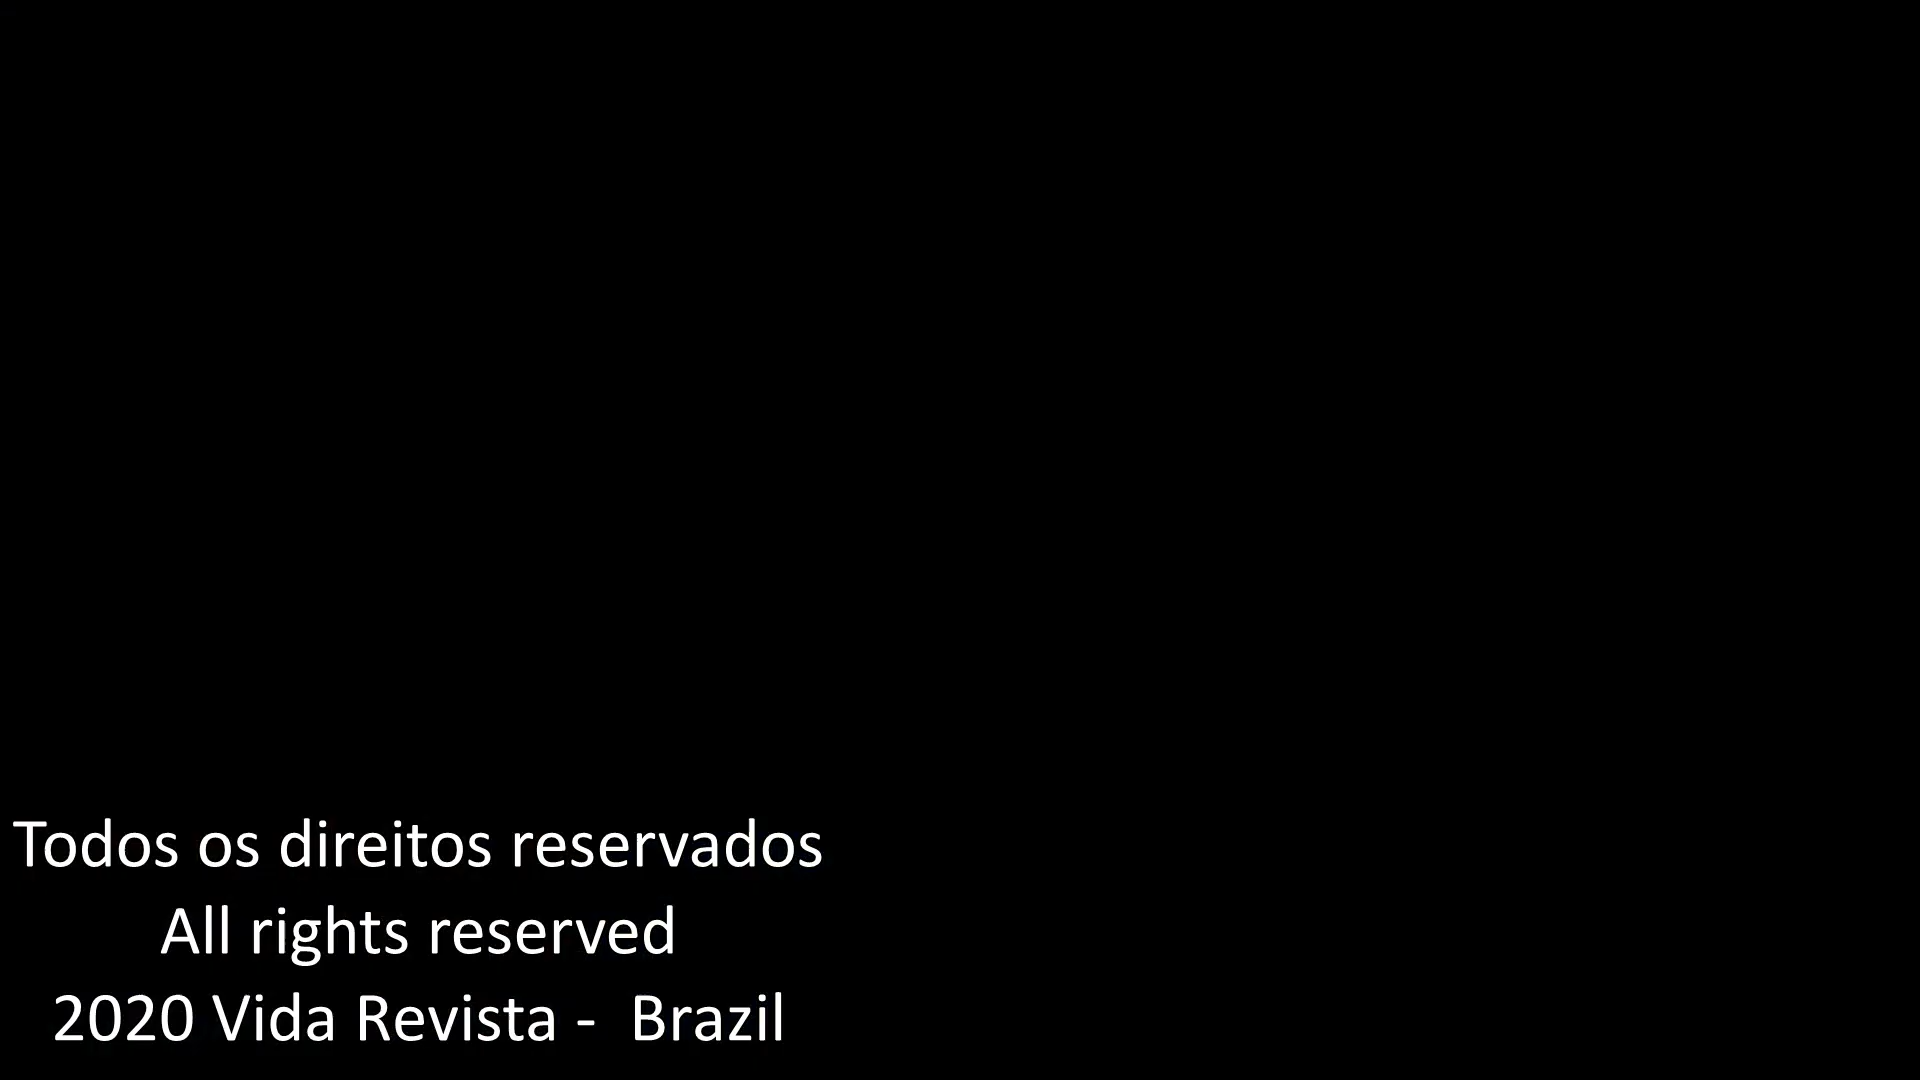 Todos os direitos reservados
All rights reserved
2020 Vida Revista -  Brazil